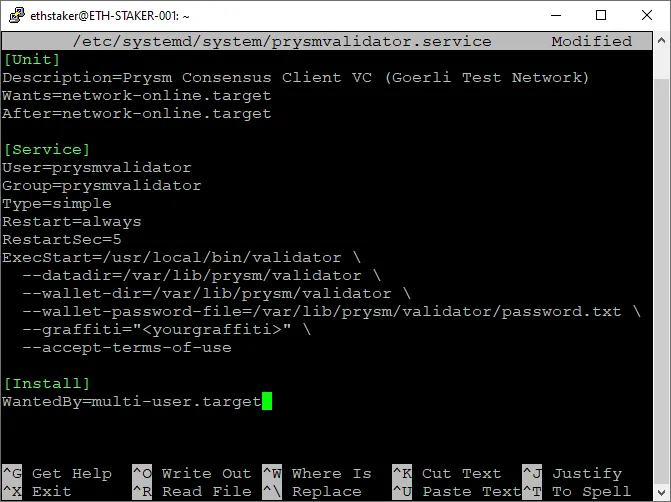 ethstaker@ETH-STAKER-001: ~
/etc/systemd/system/prysmvalidator.service Modified
[Unit]
Description=Prysm Consensus Client VC (Goerli Test Network)
Wants=network-online.target
After=network-online.target
[Service]
User=prysmvalidator
Group=prysmvalidator
Type=simple
Restart=always
RestartSec=5
ExecStart=/usr/local/bin/validator \
--datadir=/var/lib/prysm/validator \
--wallet-dir=/var/lib/prysm/validator \
--wallet-password-file=/var/lib/prysm/validator/password.txt \
--graffiti="<yourgraffiti>" \
--accept-terms-of-use
[Install]
WantedBy=multi-user.target
^G Get Help ^O Write Out ^W Where Is ^K Cut Text ^J Justify
^X Exit ^R Read File ^\ Replace ^U Paste Text ^T To Spell